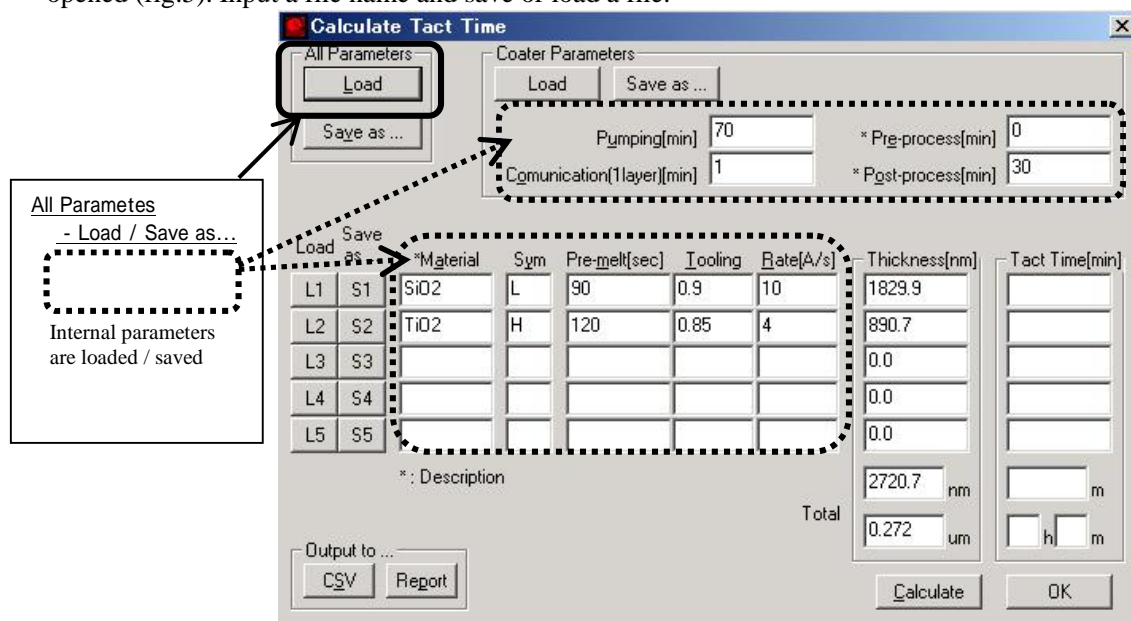 opened (fig.3). Input a file name and save or load a file.
Calculate Tact Time
All Parameters
Load
Save as ...
Coater Parameters
Load Save as ...
Pumping[min] 70 * Pre-process[min] 0
Comunication(1layer)[min] 1 * Post-process[min] 30
All Parametes
- Load / Save as...
Internal parameters
are loaded / saved
Load Save as ... *Material Sym Pre-melt[sec] Tooling Rate[A/s] Thickness[nm] Tact Time[min]
L1 S1 SiO2 L 90 0.9 10 1829.9
L2 S2 TiO2 H 120 0.85 4 890.7
L3 S3 0.0
L4 S4 0.0
L5 S5 0.0
* : Description
2720.7 nm m
Total
0.272 um h m
Output to ...
CSV Report
Calculate OK